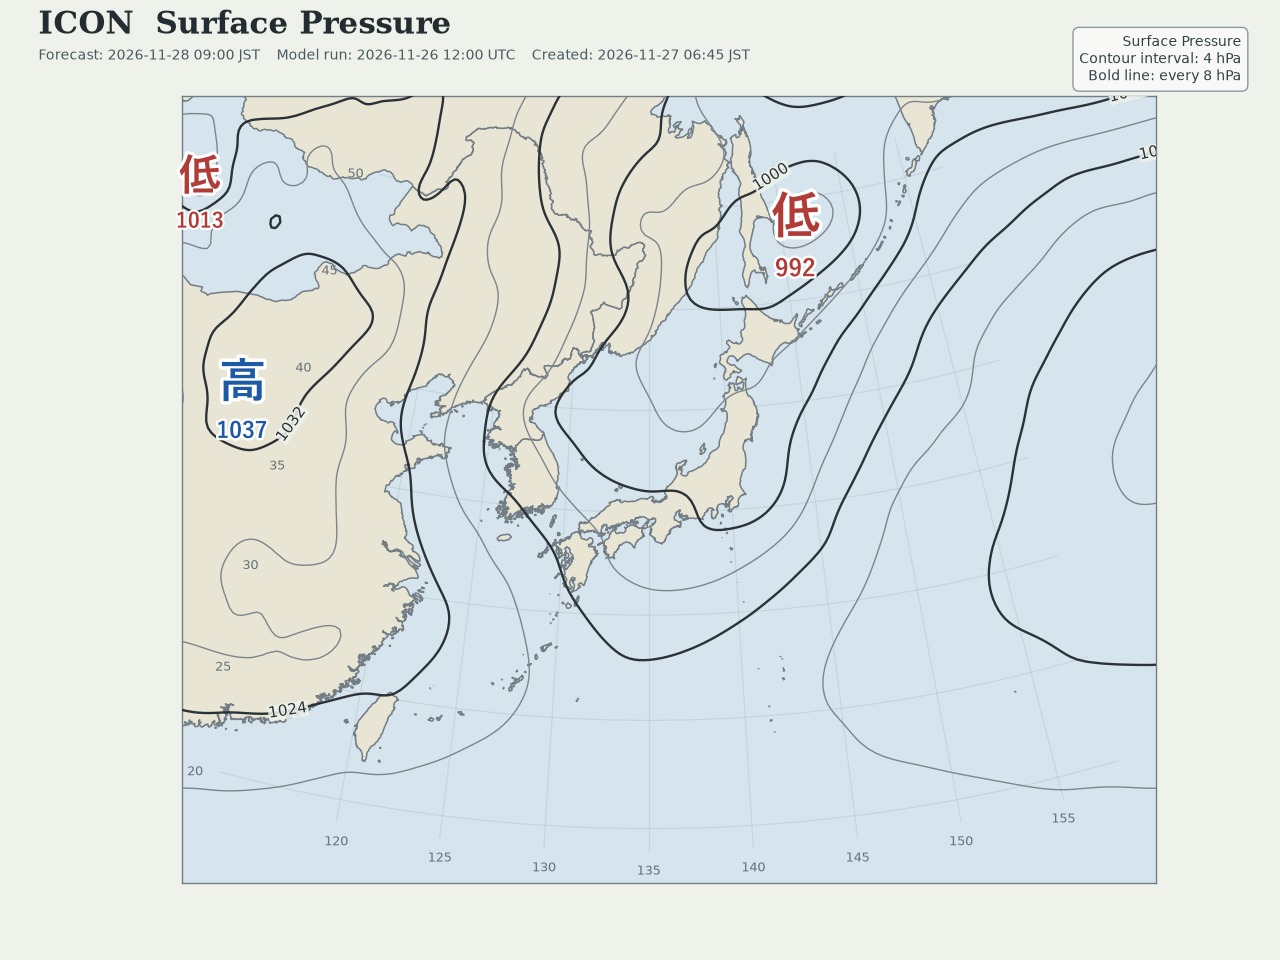 ICON  Surface Pressure
Forecast: 2026-11-28 09:00 JST    Model run: 2026-11-26 12:00 UTC    Created: 2026-11-27 06:45 JST
Surface Pressure
Contour interval: 4 hPa
Bold line: every 8 hPa
10
10
低
1013
50
1000
低
992
45
40
高
1037
1032
35
30
25
1024
20
120
125
130
135
140
145
150
155